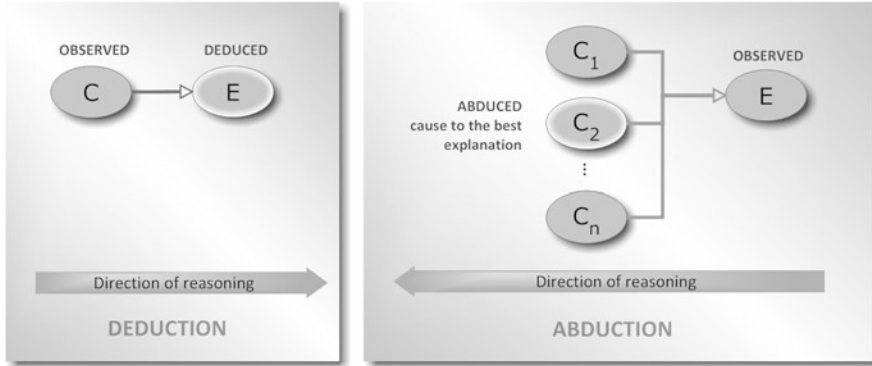 OBSERVED
DEDUCED
C
E
Direction of reasoning
DEDUCTION
C1
OBSERVED
E
ABDUCED
cause to the best
explanation
C2
⋮
Cn
Direction of reasoning
ABDUCTION